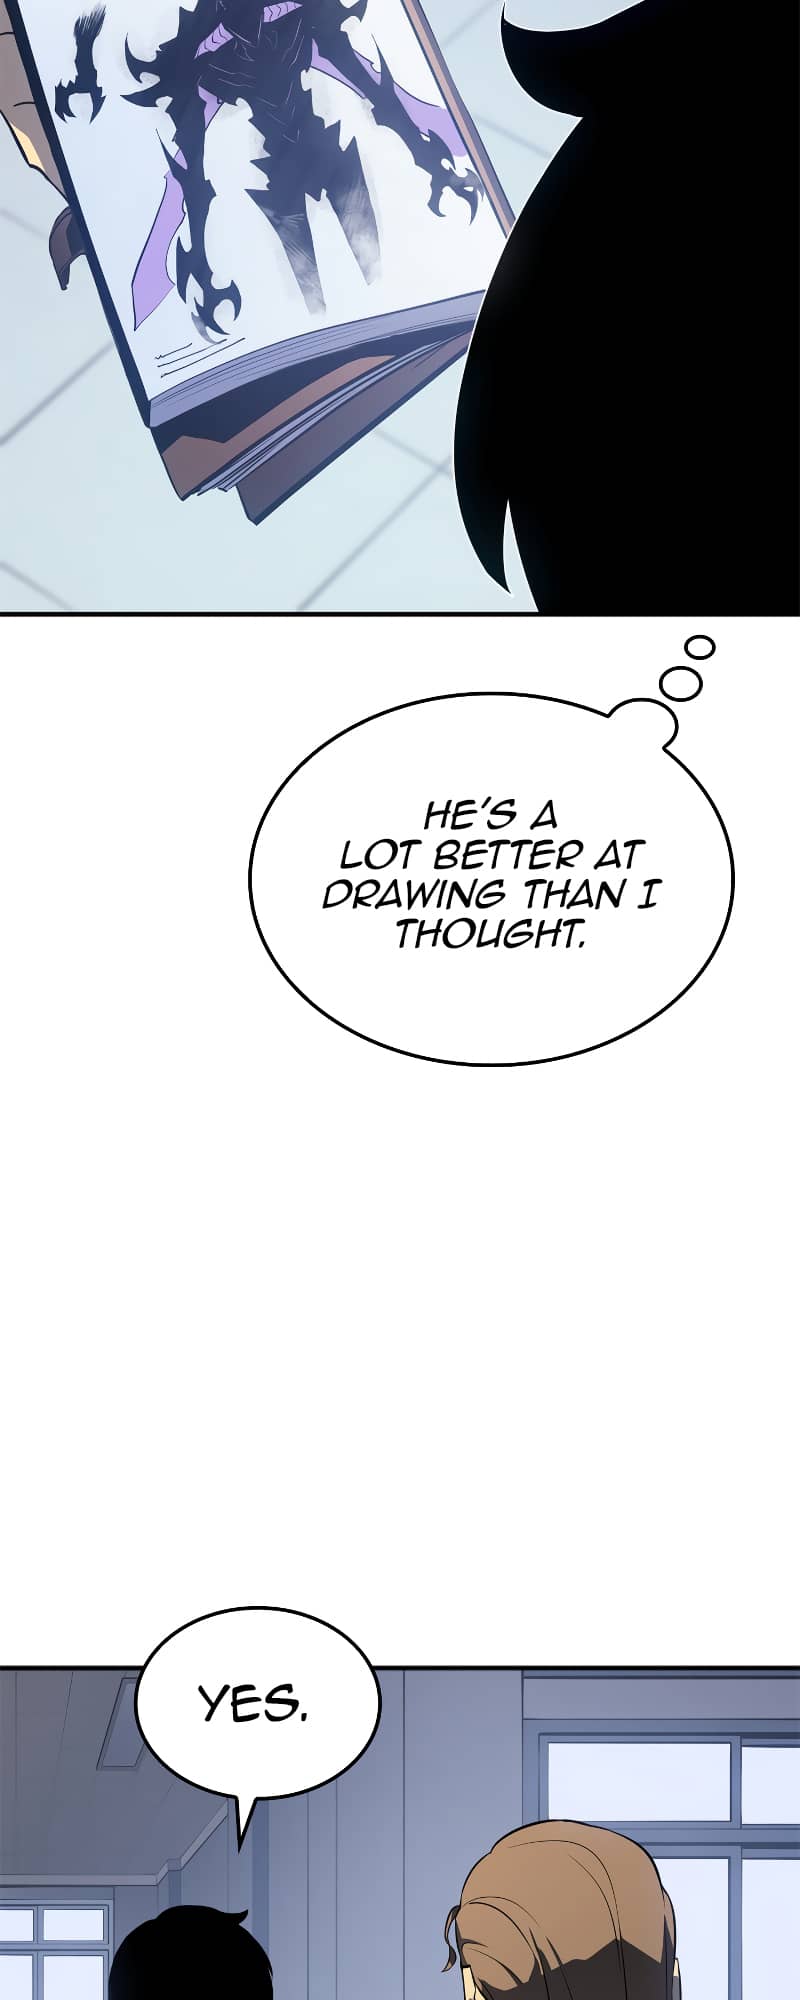 HE'S A
LOT BETTER AT
DRAWING THAN I
THOUGHT.
YES.